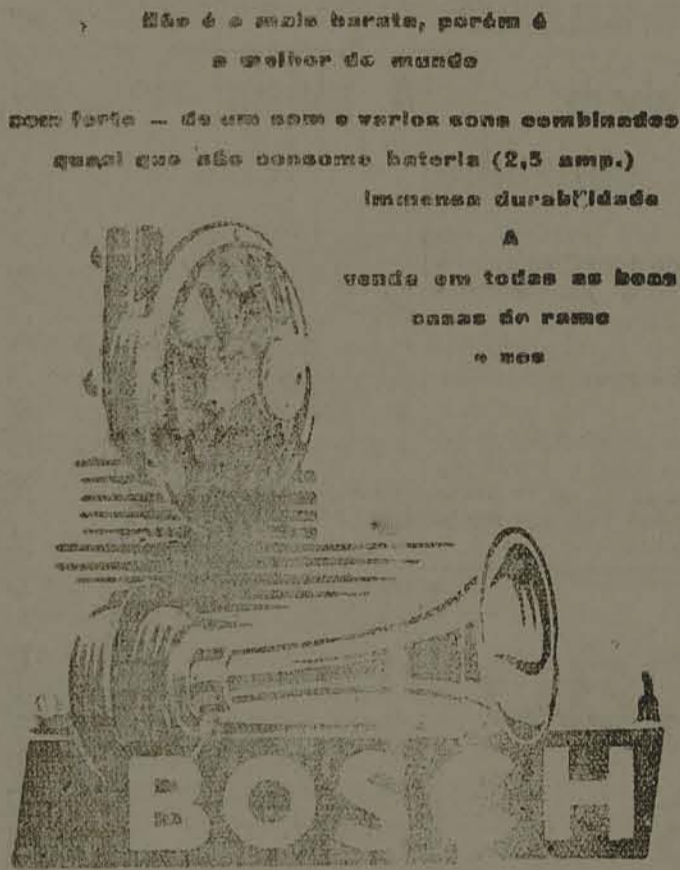 Não é o mais barato, porém é
o melhor do mundo
som forte — de um som e varios sons combinados
quasi que não consome bateria (2,5 amp.)
immensa durabilidade
A
venda em todas as boas
casas do ramo
e nos
BOSCH